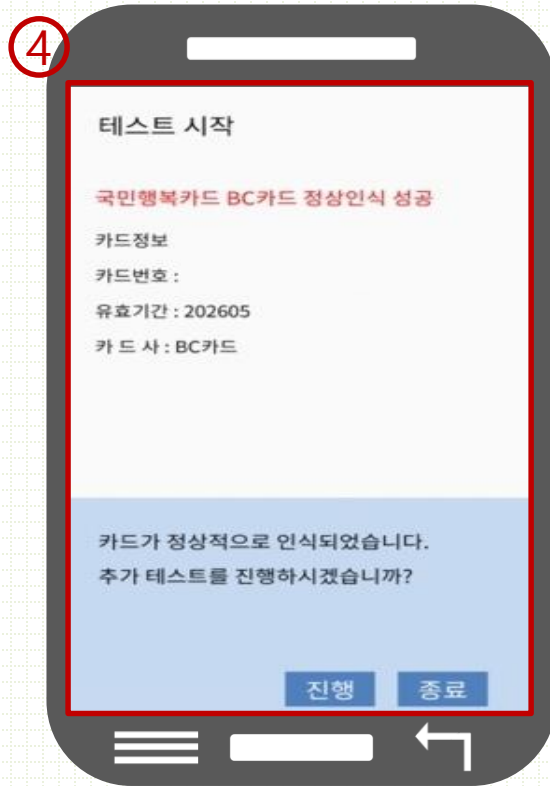 ④
테스트 시작
국민행복카드 BC카드 정상인식 성공
카드정보
카드번호 :
유효기간 : 202605
카 드 사 : BC카드
카드가 정상적으로 인식되었습니다.
추가 테스트를 진행하시겠습니까?
진행 종료